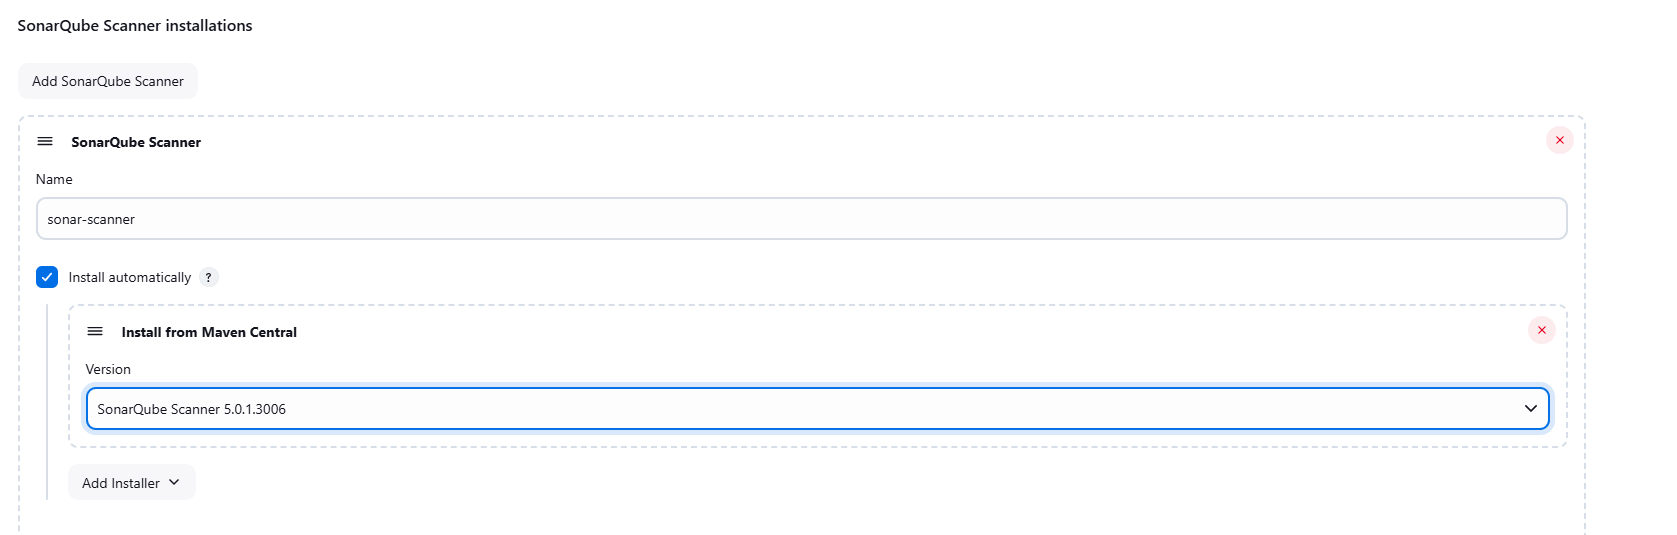 SonarQube Scanner installations
Add SonarQube Scanner
SonarQube Scanner
Name
sonar-scanner
Install automatically ?
Install from Maven Central
Version
SonarQube Scanner 5.0.1.3006
Add Installer